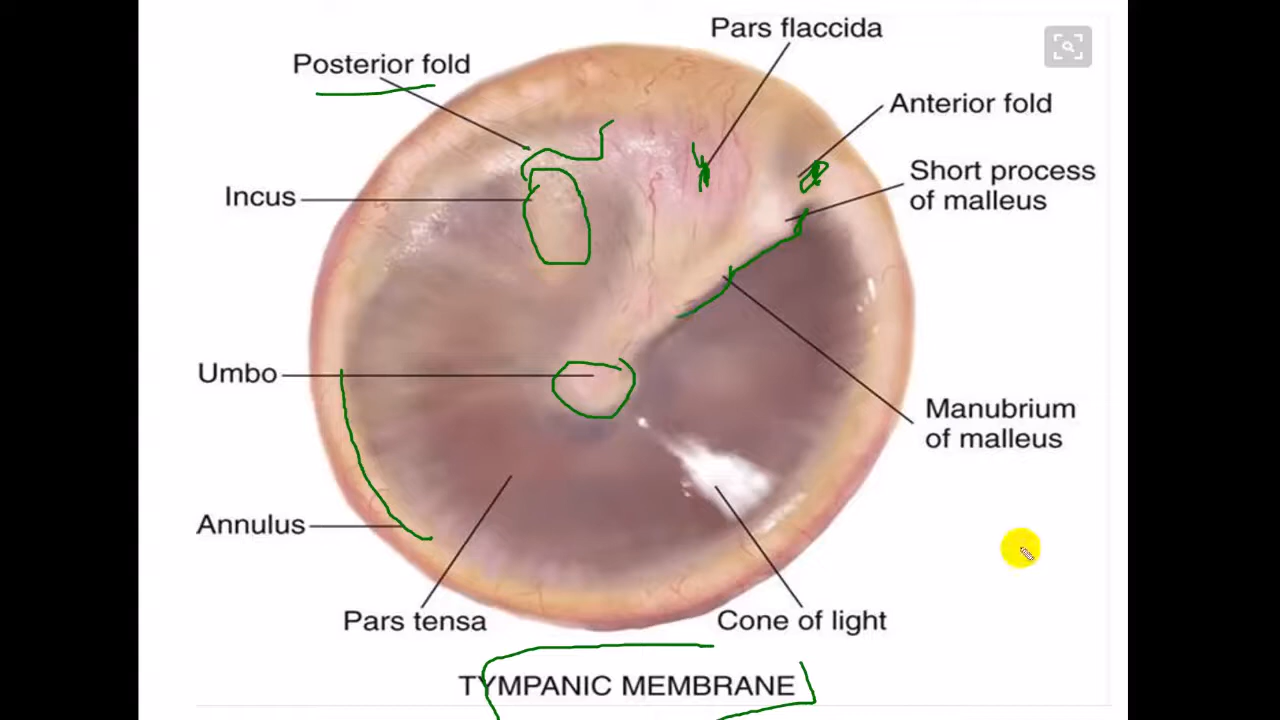 Pars flaccida
Posterior fold
Anterior fold
Short process
of malleus
Incus
Umbo
Manubrium
of malleus
Annulus
Pars tensa
Cone of light
TYMPANIC MEMBRANE